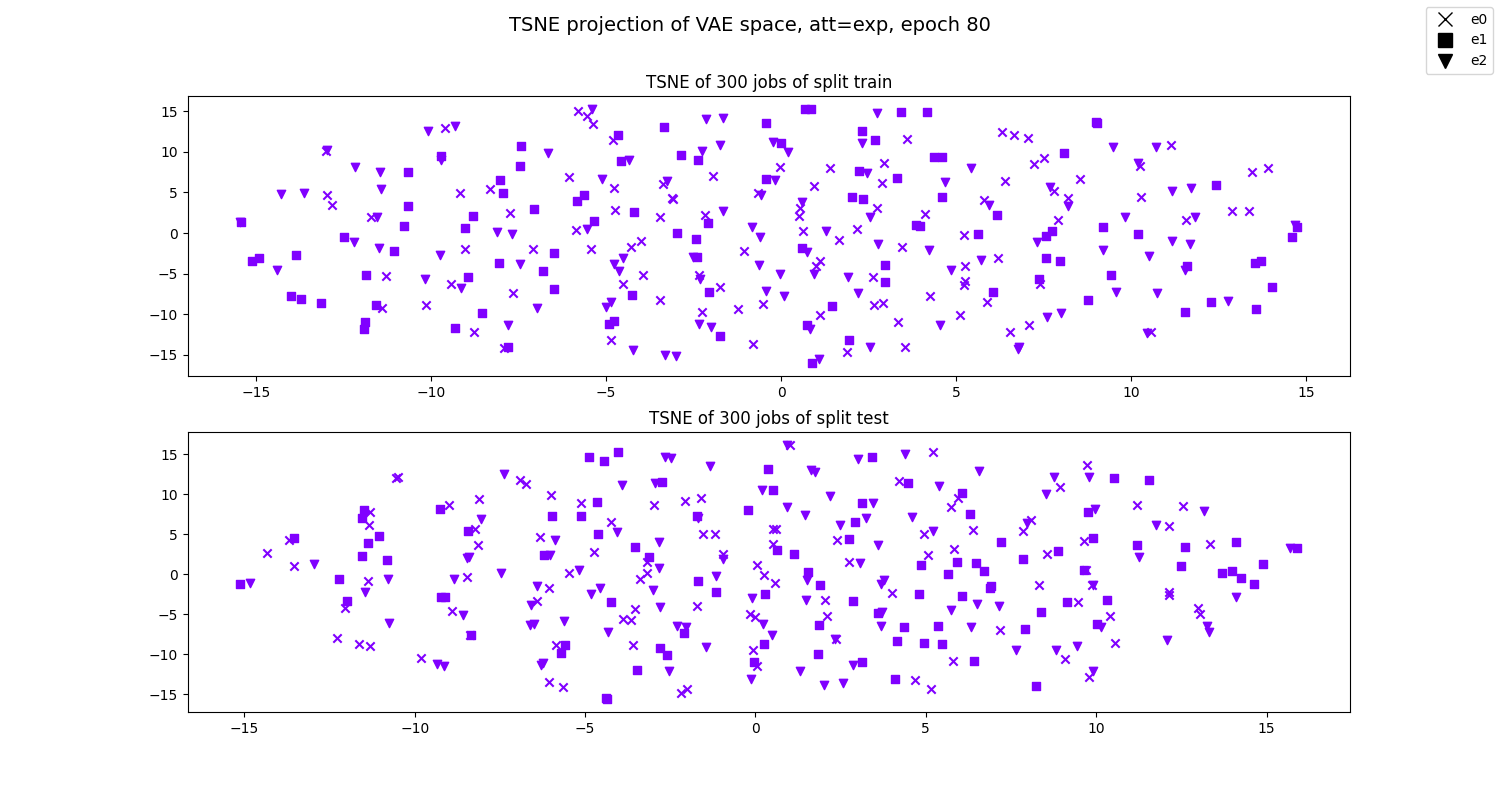 TSNE projection of VAE space, att=exp, epoch 80
e0
e1
e2
TSNE of 300 jobs of split train
15
10
5
0
−5
−10
−15
−15 −10 −5 0 5 10 15
TSNE of 300 jobs of split test
15
10
5
0
−5
−10
−15
−15 −10 −5 0 5 10 15